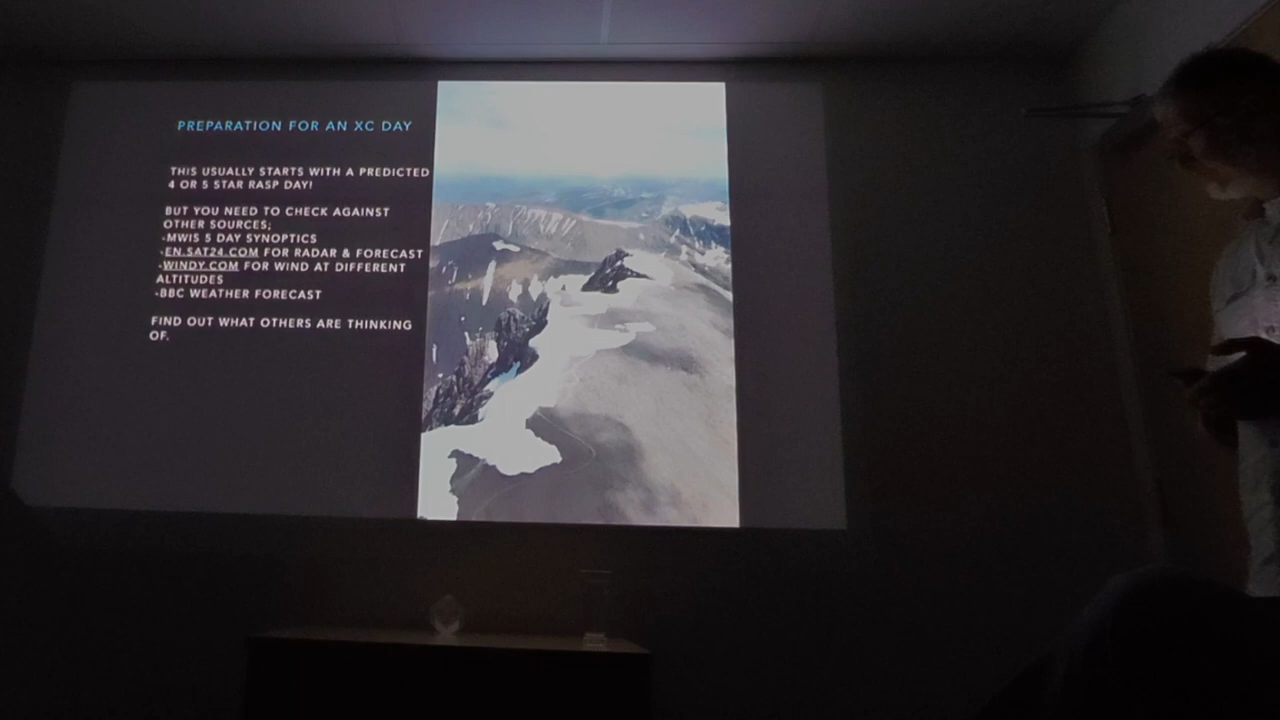 PREPARATION FOR AN XC DAY
THIS USUALLY STARTS WITH A PREDICTED
4 OR 5 STAR RASP DAY!
BUT YOU NEED TO CHECK AGAINST
OTHER SOURCES;
-MWIS 5 DAY SYNOPTICS
-EN.SAT24.COM FOR RADAR & FORECAST
-WINDY.COM FOR WIND AT DIFFERENT
ALTITUDES
-BBC WEATHER FORECAST
FIND OUT WHAT OTHERS ARE THINKING
OF.